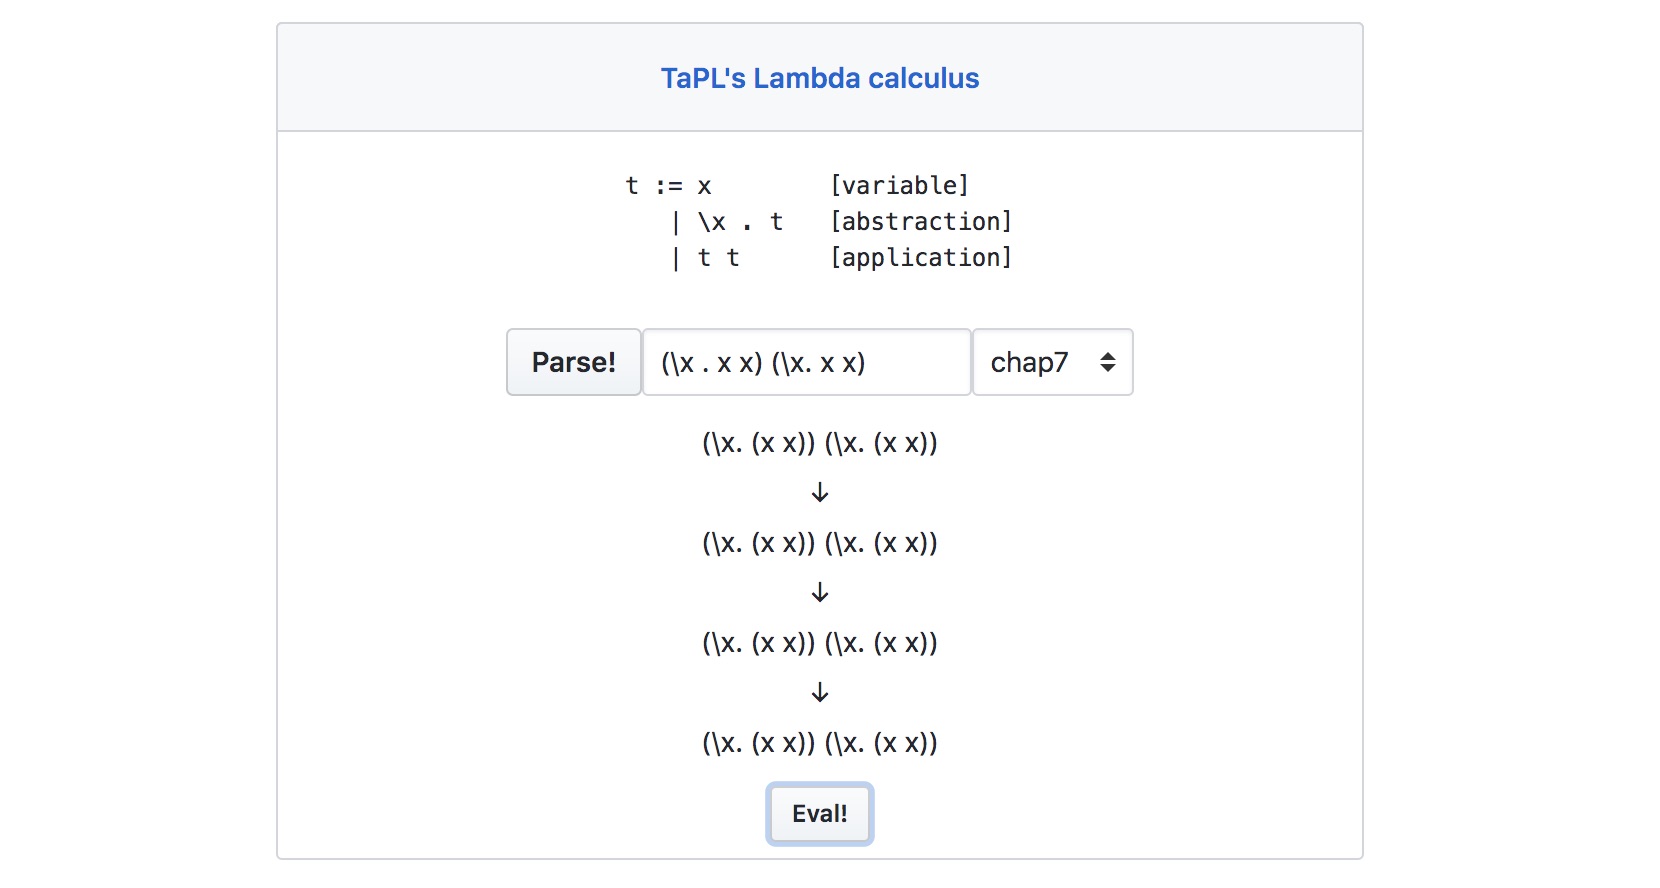 TaPL's Lambda calculus
t := x [variable]
| \x . t [abstraction]
| t t [application]
Parse! (\x . x x) (\x. x x) chap7
(\x. (x x)) (\x. (x x))
↓
(\x. (x x)) (\x. (x x))
↓
(\x. (x x)) (\x. (x x))
↓
(\x. (x x)) (\x. (x x))
Eval!